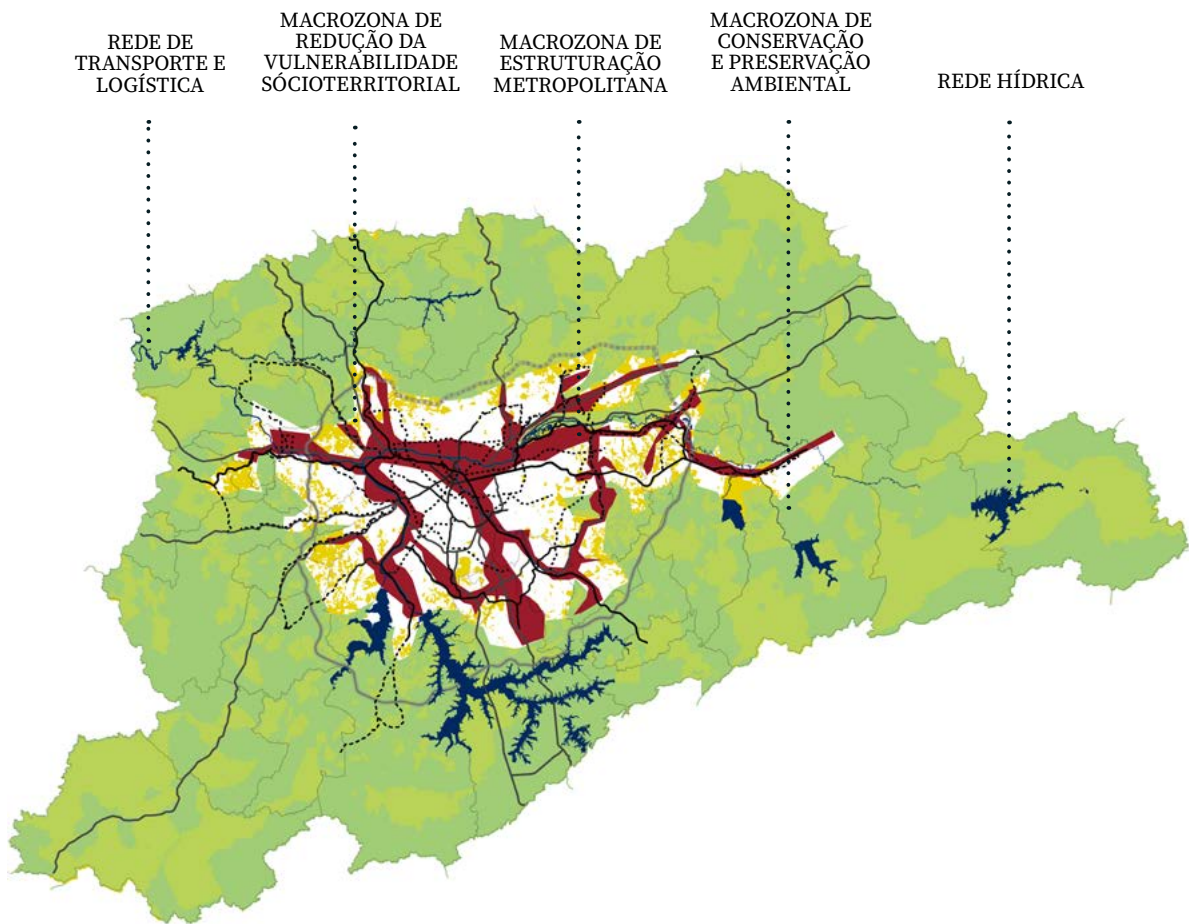 REDE DE
TRANSPORTE E
LOGÍSTICA
MACROZONA DE
REDUÇÃO DA
VULNERABILIDADE
SÓCIOTERRITORIAL
MACROZONA DE
ESTRUTURAÇÃO
METROPOLITANA
MACROZONA DE
CONSERVAÇÃO
E PRESERVAÇÃO
AMBIENTAL
REDE HÍDRICA